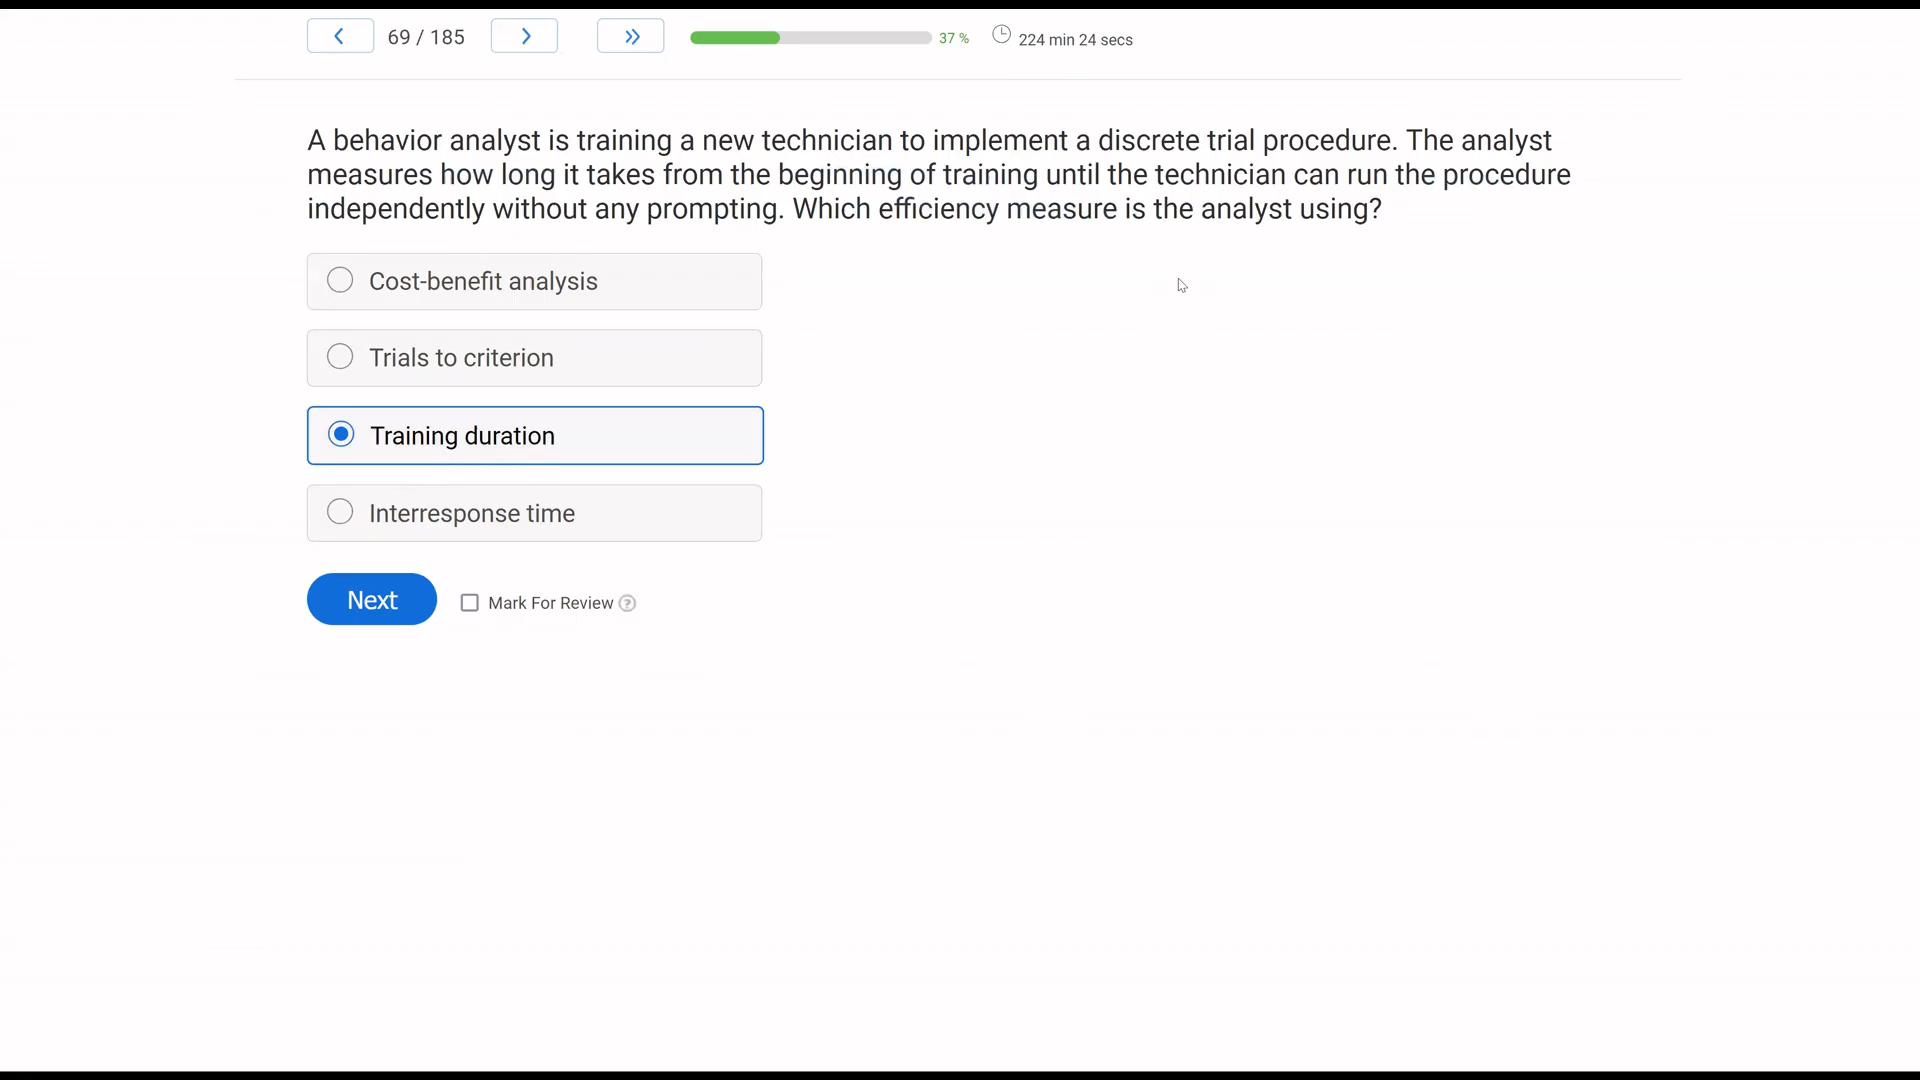 69 / 185
37 %
224 min 24 secs
A behavior analyst is training a new technician to implement a discrete trial procedure. The analyst
measures how long it takes from the beginning of training until the technician can run the procedure
independently without any prompting. Which efficiency measure is the analyst using?
Cost-benefit analysis
Trials to criterion
Training duration
Interresponse time
Next
Mark For Review ?